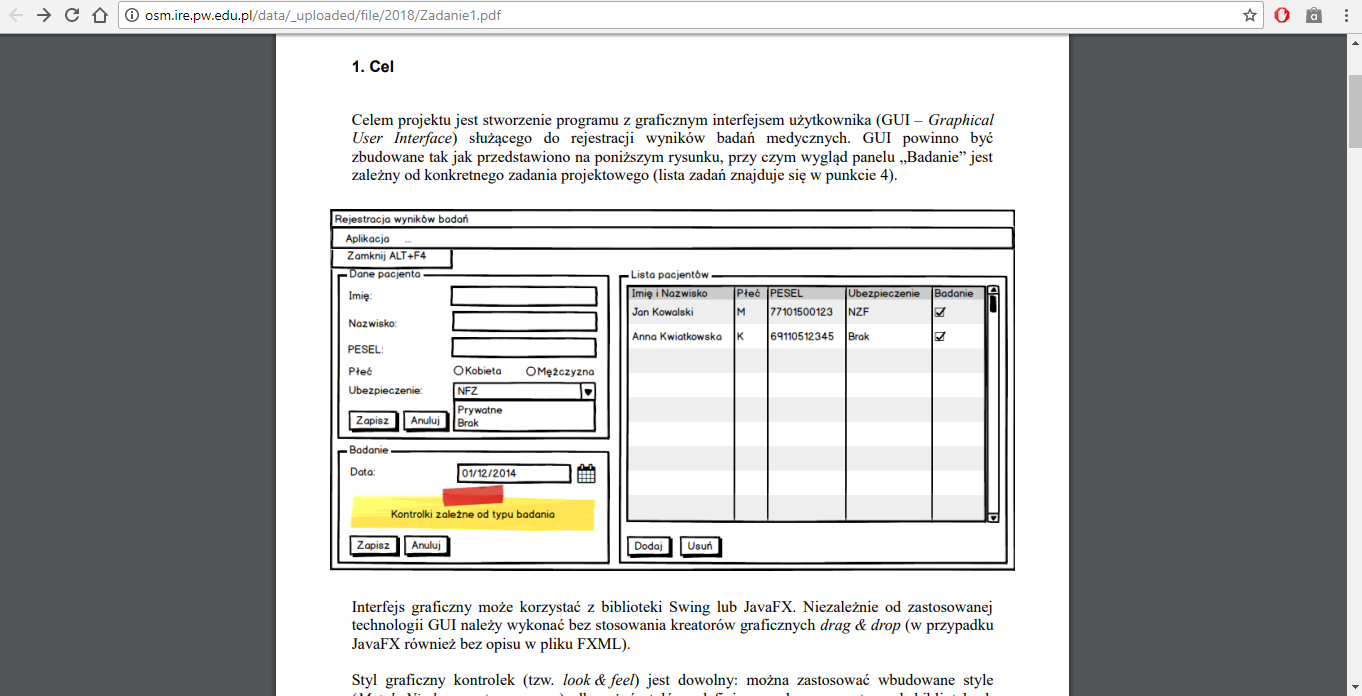 osm.ire.pw.edu.pl/data/_uploaded/file/2018/Zadanie1.pdf
1. Cel
Celem projektu jest stworzenie programu z graficznym interfejsem użytkownika (GUI – Graphical
User Interface) służącego do rejestracji wyników badań medycznych. GUI powinno być
zbudowane tak jak przedstawiono na poniższym rysunku, przy czym wygląd panelu „Badanie” jest
zależny od konkretnego zadania projektowego (lista zadań znajduje się w punkcie 4).
Rejestracja wyników badań
Aplikacja ...
Zamknij ALT+F4
Dane pacjenta
Imię:
Nazwisko:
PESEL:
Płeć Kobieta Mężczyzna
Ubezpieczenie: NFZ
Prywatne
Brak
Zapisz Anuluj
Badanie
Data: 01/12/2014
Kontrolki zależne od typu badania
Zapisz Anuluj
Lista pacjentów
Imię i Nazwisko Płeć PESEL Ubezpieczenie Badanie
Jan Kowalski M 77101500123 NZF
Anna Kwiatkowska K 69110512345 Brak
Dodaj Usuń
Interfejs graficzny może korzystać z biblioteki Swing lub JavaFX. Niezależnie od zastosowanej
technologii GUI należy wykonać bez stosowania kreatorów graficznych drag & drop (w przypadku
JavaFX również bez opisu w pliku FXML).
Styl graficzny kontrolek (tzw. look & feel) jest dowolny: można zastosować wbudowane style